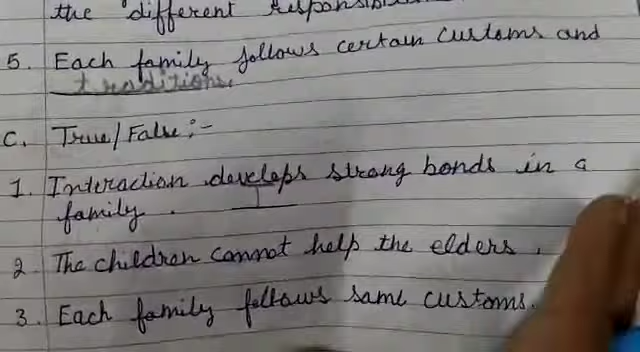 the different
5. Each family follows certain customs and
traditions.
C. True/False :-
1. Interaction develops strong bonds in a
family. T
2. The children cannot help the elders.
3. Each family follows same customs.